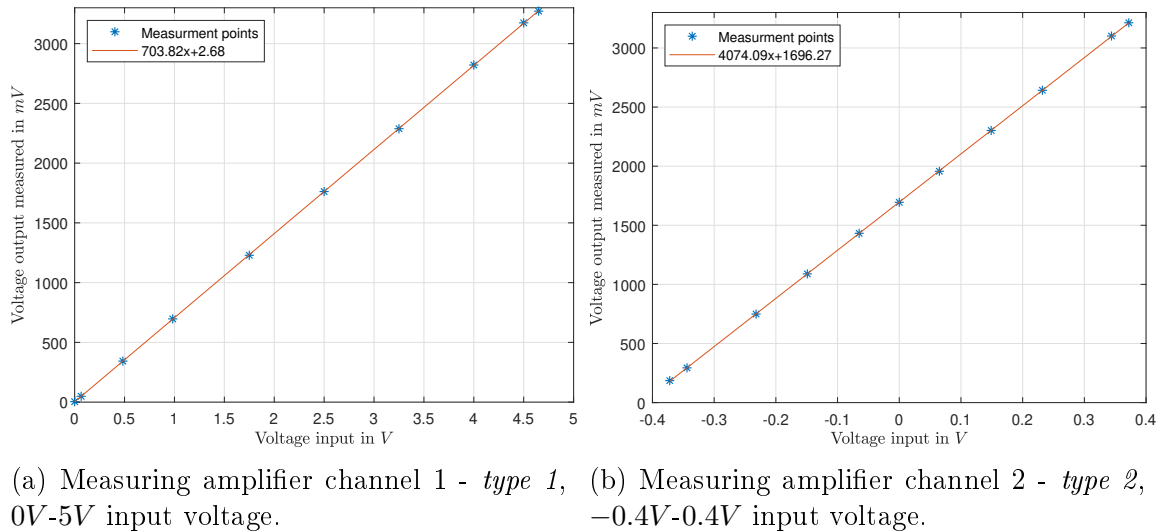 Voltage output measured in mV
3300
3000
2500
2000
1500
1000
500
0
Measurment points
703.82x+2.68
0 0.5 1 1.5 2 2.5 3 3.5 4 4.5 5
Voltage input in V
(a) Measuring amplifier channel 1 - type 1,
0V-5V input voltage.
Voltage output measured in mV
3300
3000
2500
2000
1500
1000
500
0
Measurment points
4074.09x+1696.27
-0.4 -0.3 -0.2 -0.1 0 0.1 0.2 0.3 0.4
Voltage input in V
(b) Measuring amplifier channel 2 - type 2,
−0.4V-0.4V input voltage.